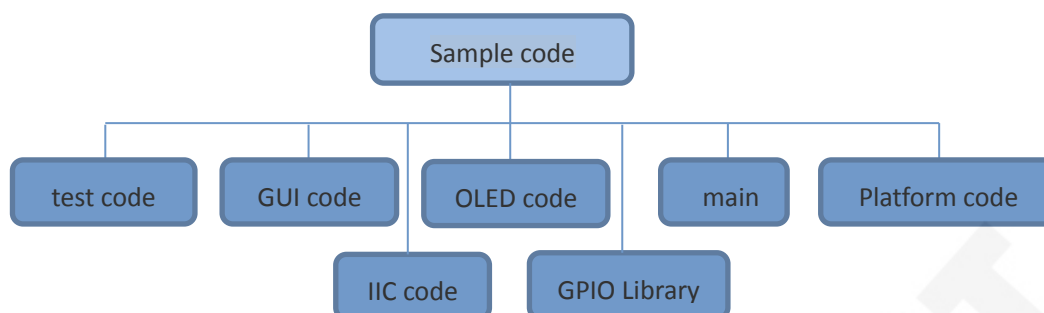 Sample code
test code
GUI code
OLED code
main
Platform code
IIC code
GPIO Library